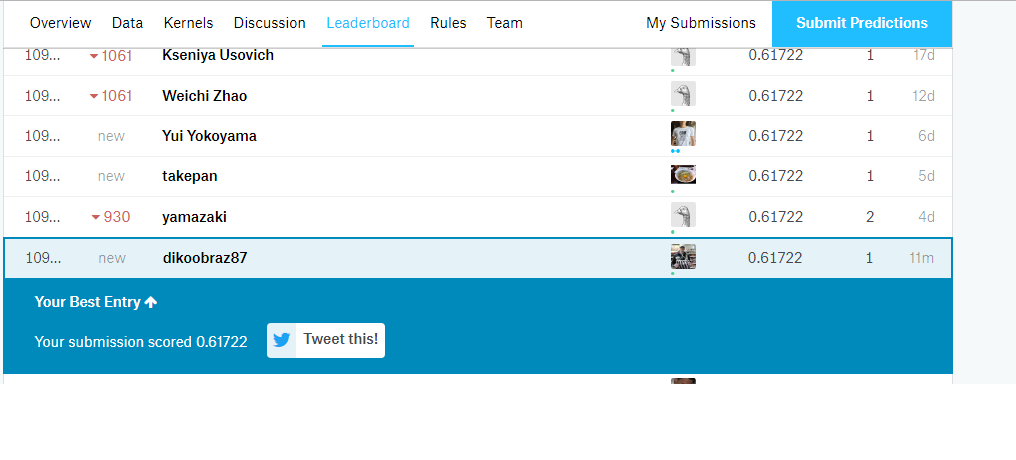 Overview Data Kernels Discussion Leaderboard Rules Team My Submissions Submit Predictions
109... 1061 Kseniya Usovich 0.61722 1 17d
109... 1061 Weichi Zhao 0.61722 1 12d
109... new Yui Yokoyama 0.61722 1 6d
109... new takepan 0.61722 1 5d
109... 930 yamazaki 0.61722 2 4d
109... new dikoobraz87 0.61722 1 11m
Your Best Entry
Your submission scored 0.61722 Tweet this!